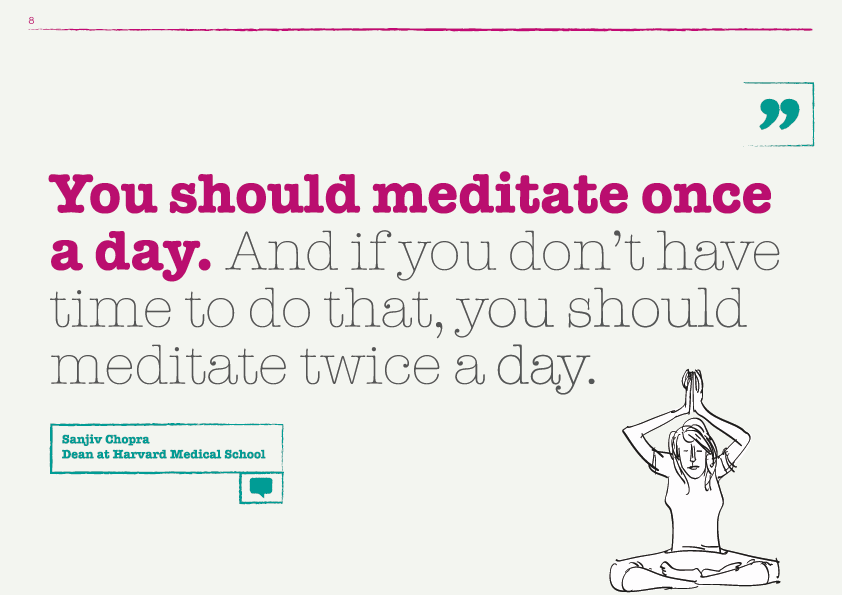 8
”
You should meditate once
a day. And if you don’t have
time to do that, you should
meditate twice a day.
Sanjiv Chopra
Dean at Harvard Medical School